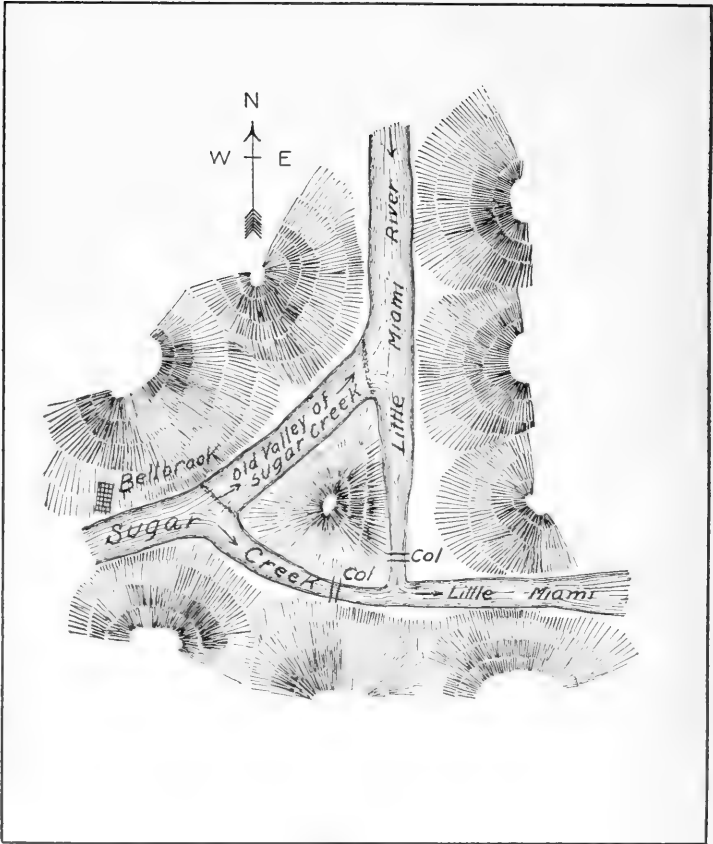 N
W E
Little Miami River
Old Valley of
Sugar Creek
Bellbrook
Sugar Creek
Col
Col
Little Miami